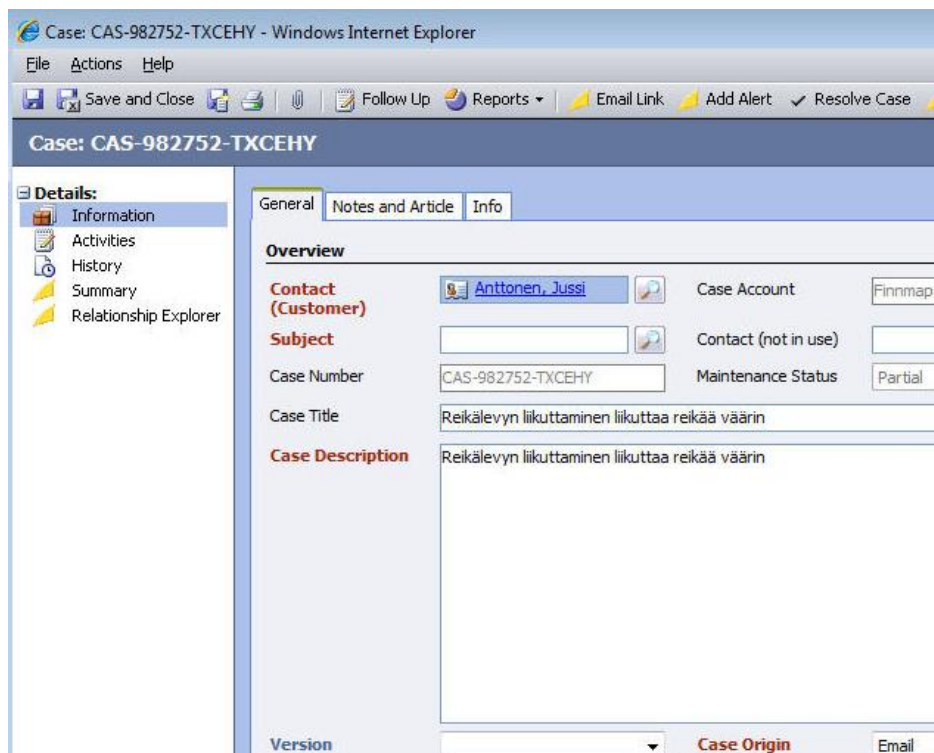 Case: CAS-982752-TXCEHY - Windows Internet Explorer
File Actions Help
Save and Close Follow Up Reports Email Link Add Alert Resolve Case
Case: CAS-982752-TXCEHY
Details:
Information
Activities
History
Summary
Relationship Explorer
General Notes and Article Info
Overview
Contact (Customer) Anttonen, Jussi Case Account Finnmap
Subject Contact (not in use)
Case Number CAS-982752-TXCEHY Maintenance Status Partial
Case Title Reikälevyn liikuttaminen liikuttaa reikää väärin
Case Description Reikälevyn liikuttaminen liikuttaa reikää väärin
Version Case Origin Email